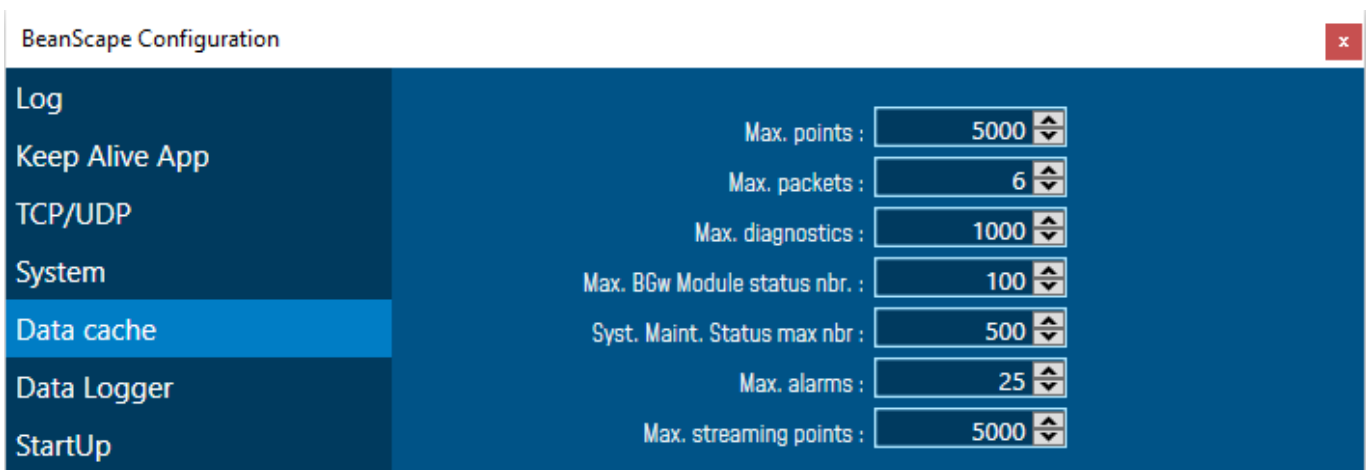 BeanScape Configuration
x
Log
Keep Alive App
TCP/UDP
System
Data cache
Data Logger
StartUp
Max. points : 5000
Max. packets : 6
Max. diagnostics : 1000
Max. BGw Module status nbr. : 100
Syst. Maint. Status max nbr : 500
Max. alarms : 25
Max. streaming points : 5000